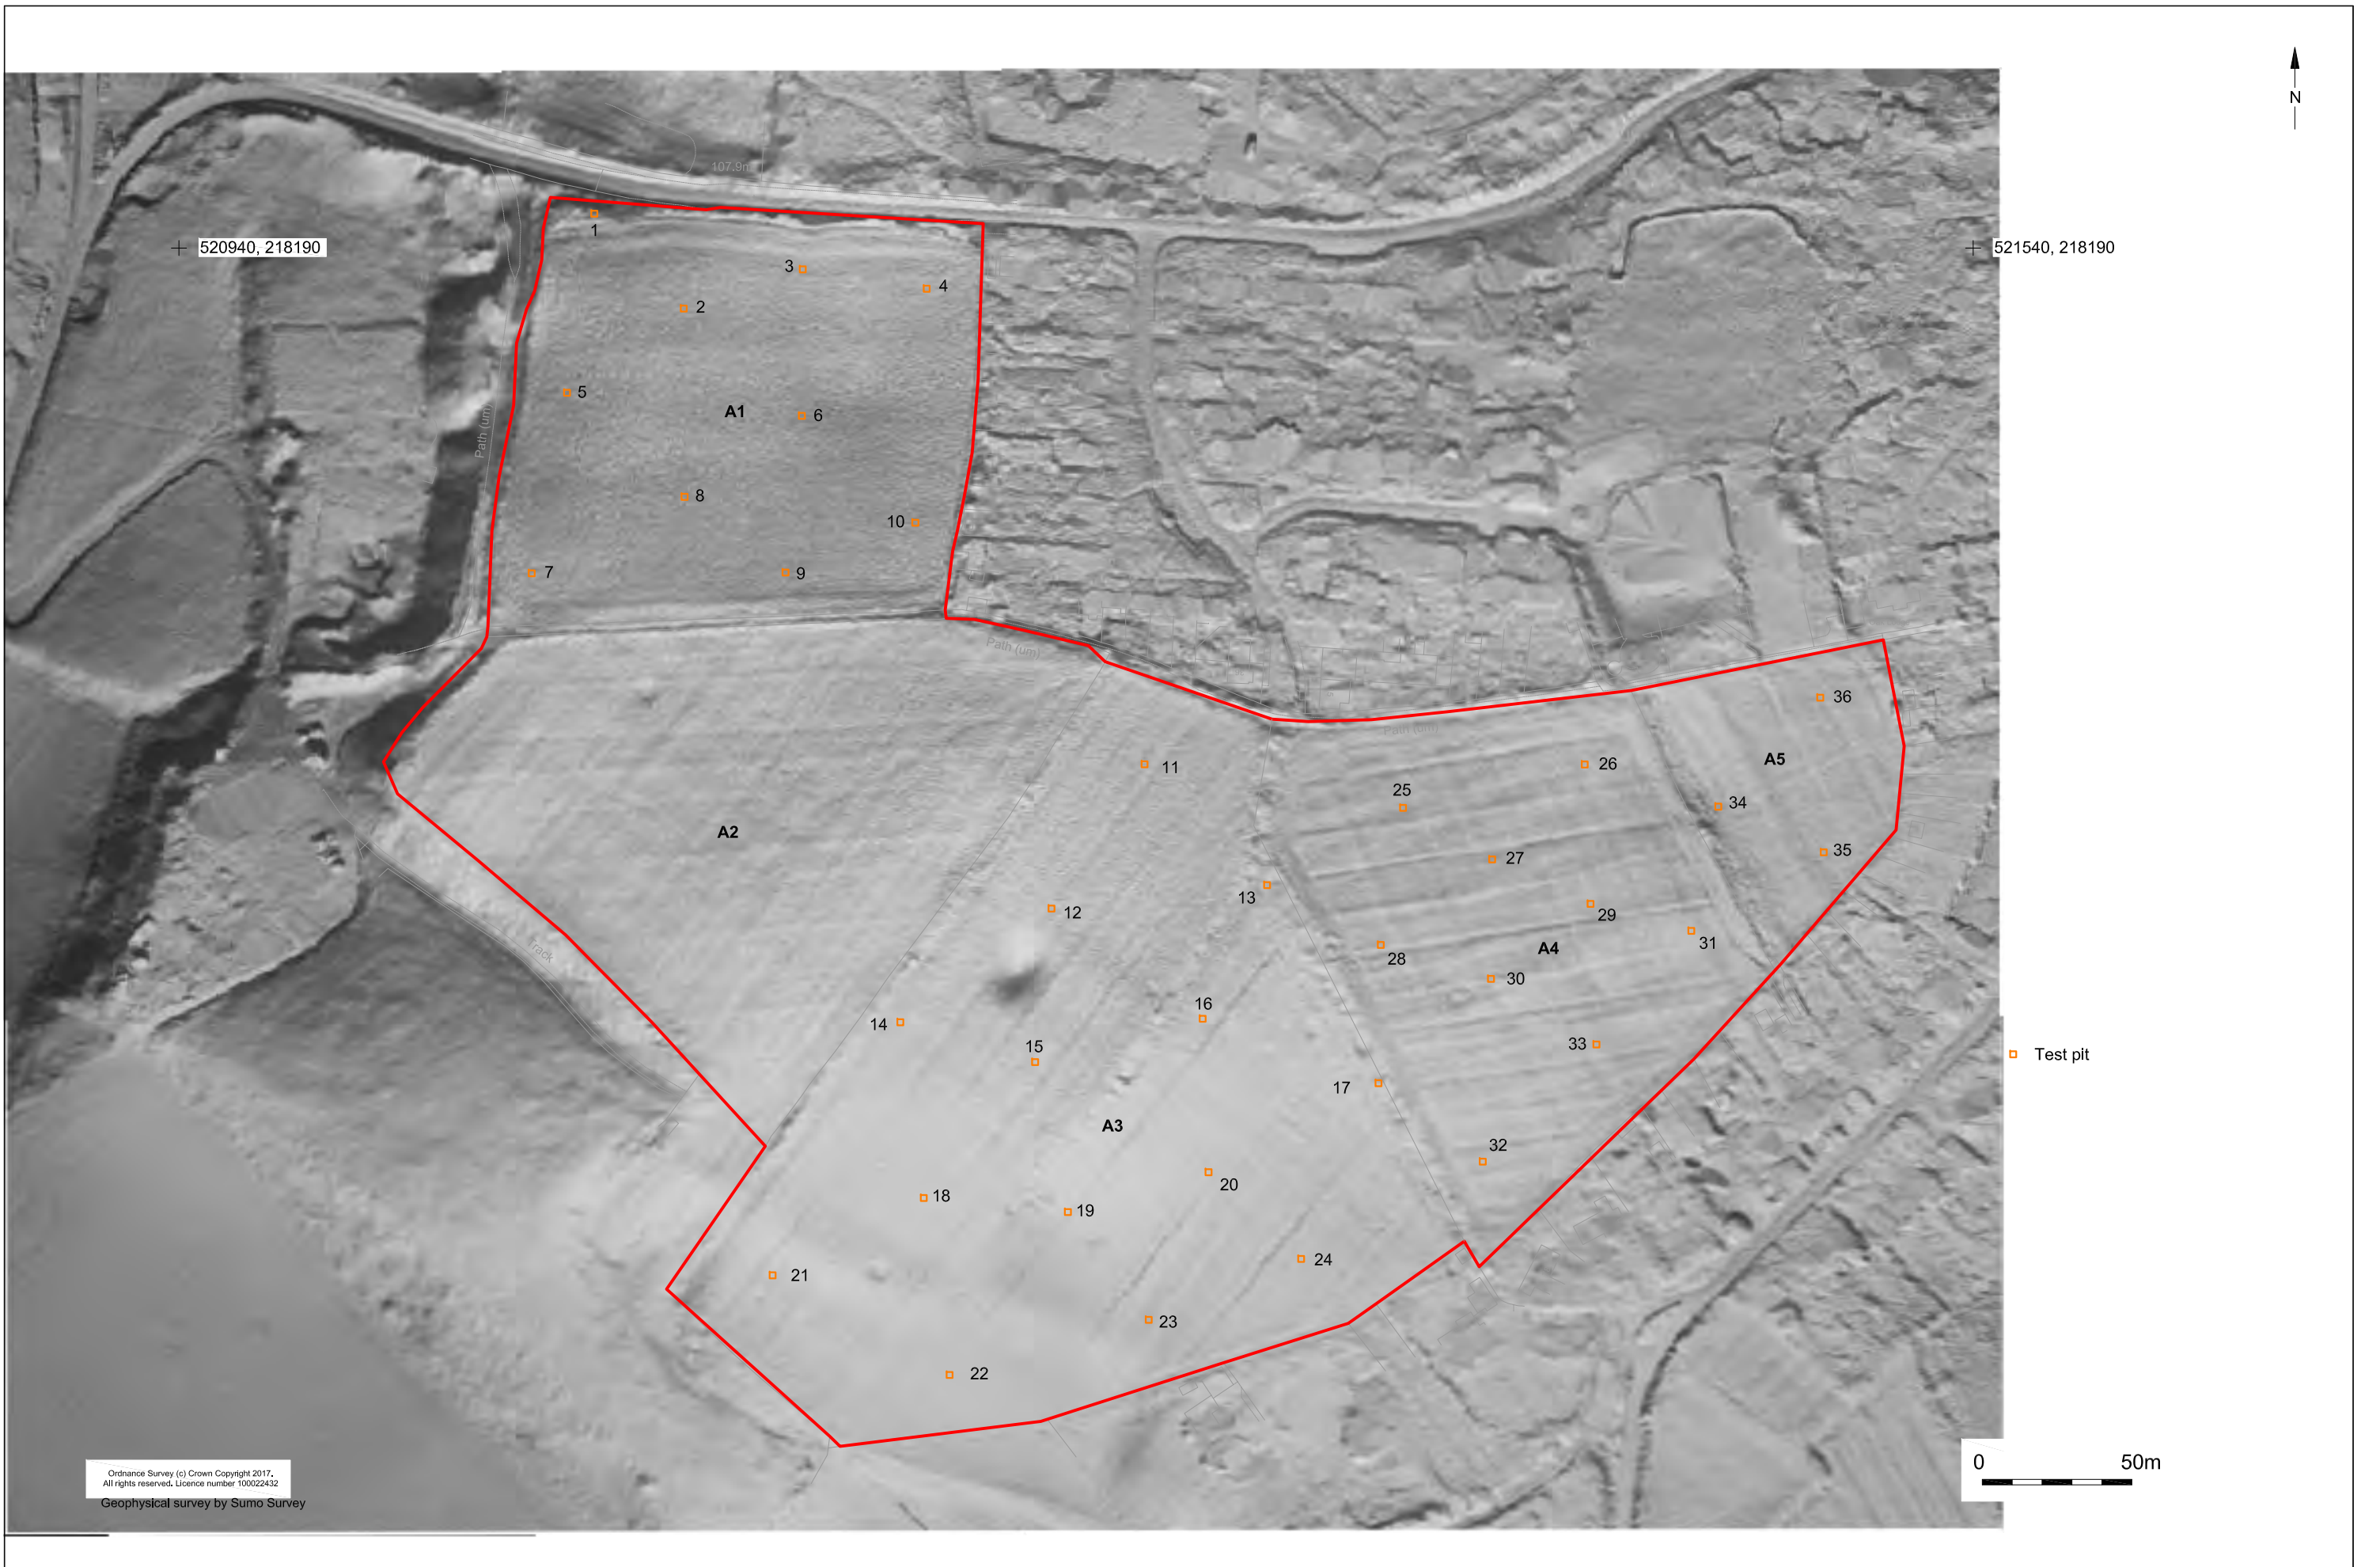 N
107.9m
1
520940, 218190
521540, 218190
3
4
2
5
Path (um)
A1
6
8
10
7
9
Path (um)
36
Path (um)
11
26
A5
25
34
A2
27
35
13
12
29
31
Track
28
A4
30
16
14
15
33
Test pit
17
A3
32
20
18
19
24
21
23
22
0 50m
Ordnance Survey (c) Crown Copyright 2017.
All rights reserved. Licence number 100022432
Geophysical survey by Sumo Survey